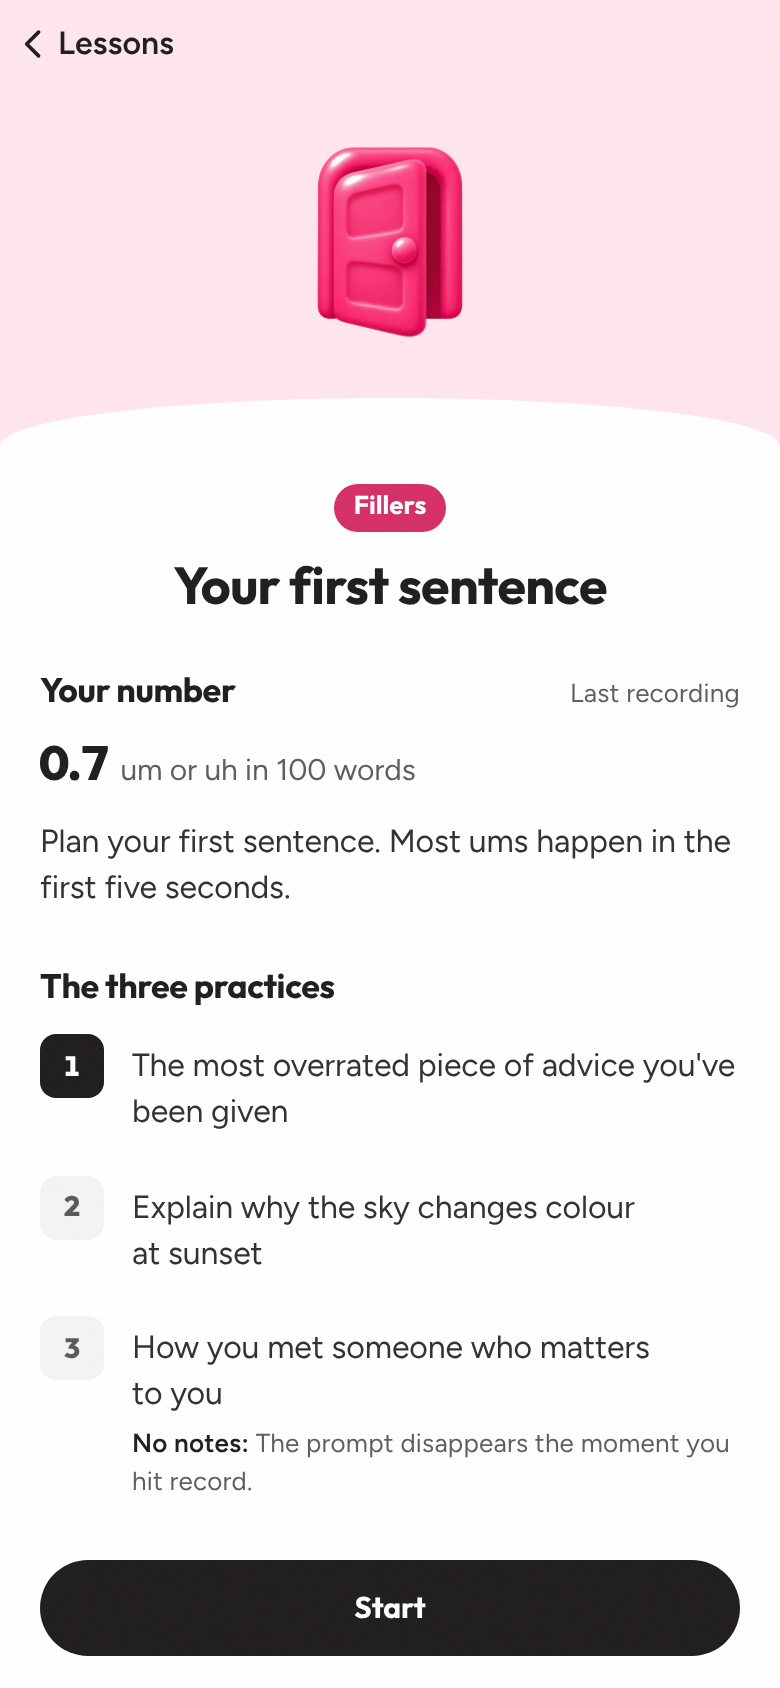 Lessons
Fillers
Your first sentence
Your number
Last recording
0.7 um or uh in 100 words
Plan your first sentence. Most ums happen in the
first five seconds.
The three practices
1
The most overrated piece of advice you've
been given
2
Explain why the sky changes colour
at sunset
3
How you met someone who matters
to you
No notes: The prompt disappears the moment you
hit record.
Start